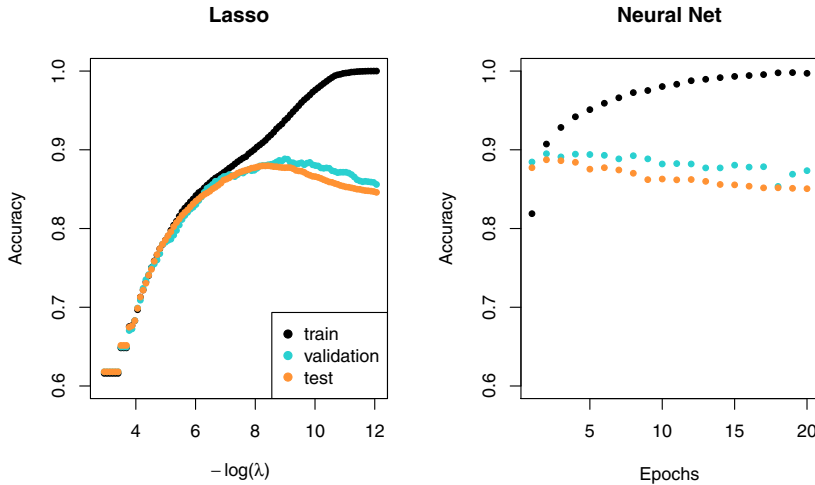 Lasso
Accuracy
1.0
0.9
0.8
0.7
0.6
train
validation
test
4 6 8 10 12
− log(λ)
Neural Net
Accuracy
1.0
0.9
0.8
0.7
0.6
5 10 15 20
Epochs